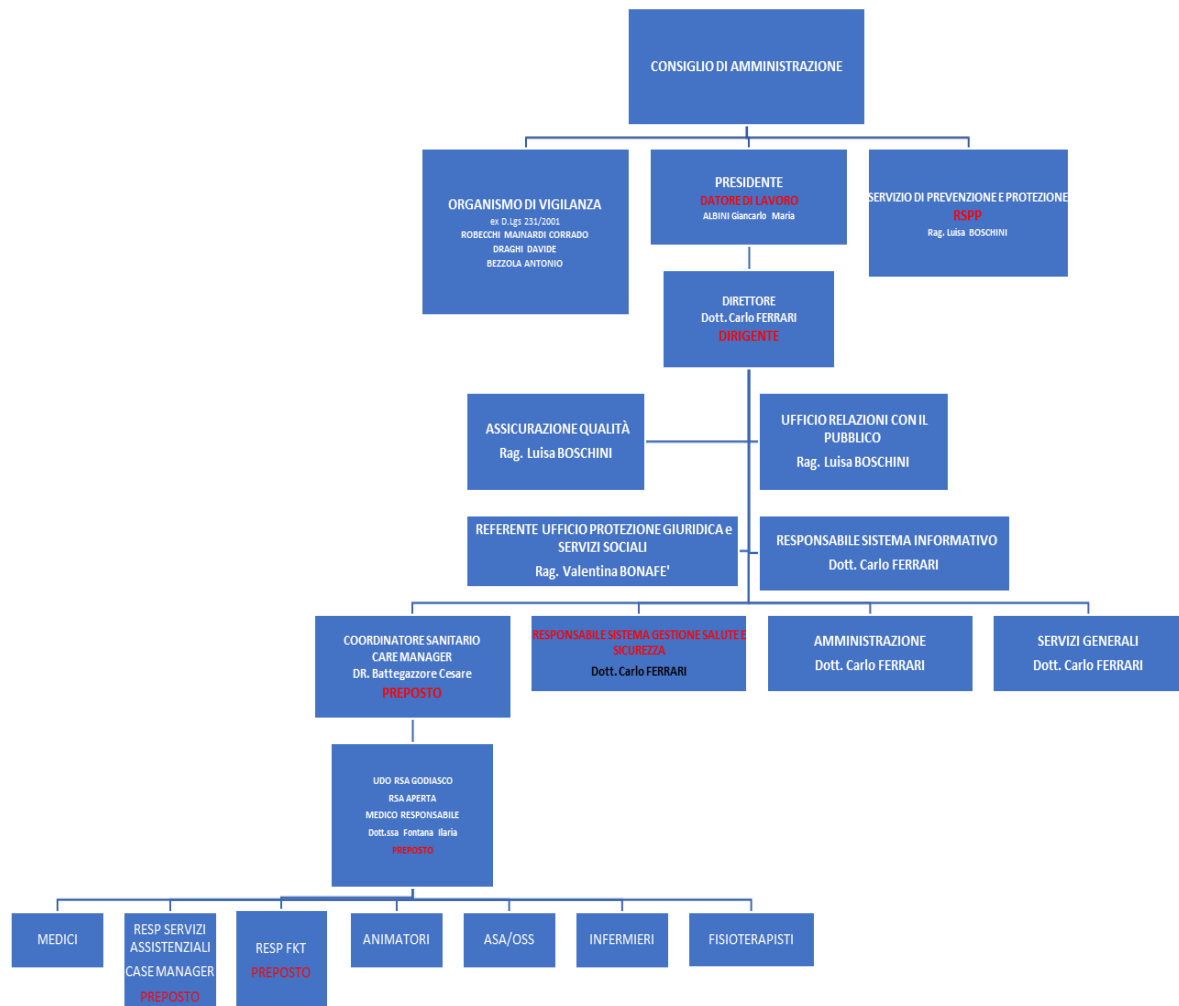 CONSIGLIO DI AMMINISTRAZIONE
ORGANISMO DI VIGILANZA
ex D.Lgs 231/2001
ROBECCHI MAINARDI CORRADO
DRAGHI DAVIDE
BEZZOLA ANTONIO
PRESIDENTE
DATORE DI LAVORO
ALBINI Giancarlo Maria
SERVIZIO DI PREVENZIONE E PROTEZIONE
RSPP
Rag. Luisa BOSCHINI
DIRETTORE
Dott. Carlo FERRARI
DIRIGENTE
ASSICURAZIONE QUALITÀ
Rag. Luisa BOSCHINI
UFFICIO RELAZIONI CON IL
PUBBLICO
Rag. Luisa BOSCHINI
REFERENTE UFFICIO PROTEZIONE GIURIDICA e
SERVIZI SOCIALI
Rag. Valentina BONAFE'
RESPONSABILE SISTEMA INFORMATIVO
Dott. Carlo FERRARI
COORDINATORE SANITARIO
CARE MANAGER
DR. Battegazzore Cesare
PREPOSTO
RESPONSABILE SISTEMA GESTIONE SALUTE E
SICUREZZA
Dott. Carlo FERRARI
AMMINISTRAZIONE
Dott. Carlo FERRARI
SERVIZI GENERALI
Dott. Carlo FERRARI
UDO RSA GODIASCO
RSA APERTA
MEDICO RESPONSABILE
Dott.ssa Fontana Ilaria
PREPOSTO
MEDICI
RESP SERVIZI
ASSISTENZIALI
CASE MANAGER
PREPOSTO
RESP FKT
PREPOSTO
ANIMATORI
ASA/OSS
INFERMIERI
FISIOTERAPISTI